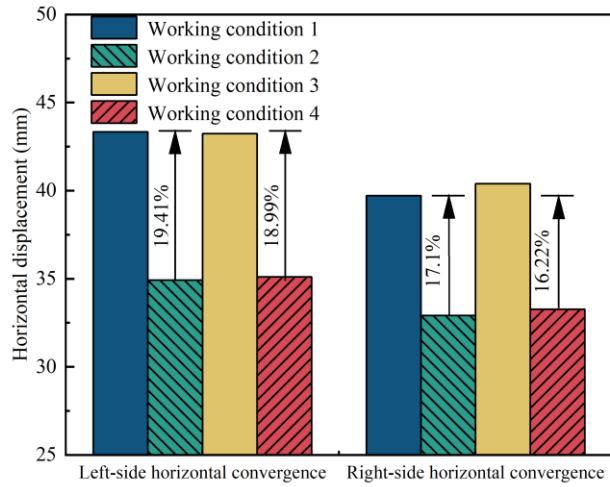 50
45
40
35
30
25
Horizontal displacement (mm)
Working condition 1
Working condition 2
Working condition 3
Working condition 4
19.41%
18.99%
17.1%
16.22%
Left-side horizontal convergence
Right-side horizontal convergence